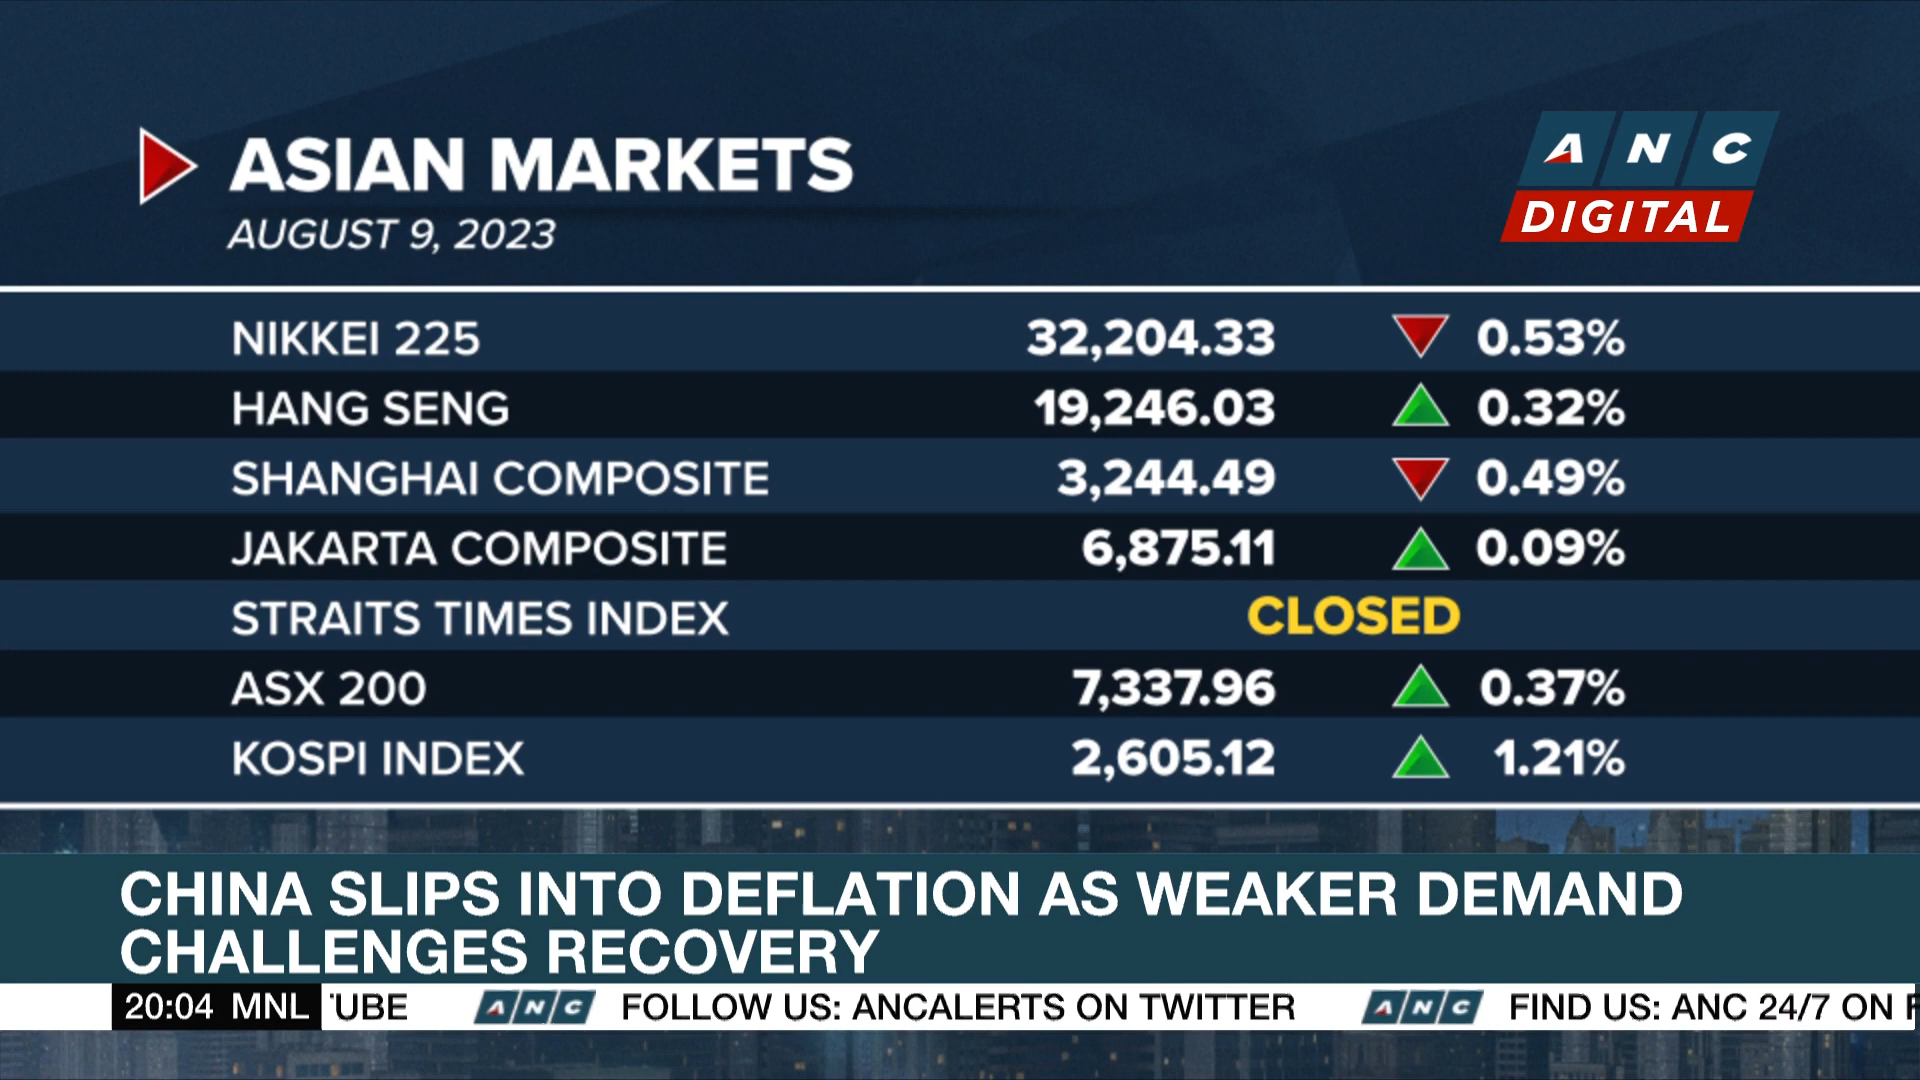 ASIAN MARKETS
AUGUST 9, 2023
ANC
DIGITAL
NIKKEI 225 32,204.33 0.53%
HANG SENG 19,246.03 0.32%
SHANGHAI COMPOSITE 3,244.49 0.49%
JAKARTA COMPOSITE 6,875.11 0.09%
STRAITS TIMES INDEX CLOSED
ASX 200 7,337.96 0.37%
KOSPI INDEX 2,605.12 1.21%
CHINA SLIPS INTO DEFLATION AS WEAKER DEMAND
CHALLENGES RECOVERY
20:04 MNL UBE ANC FOLLOW US: ANCALERTS ON TWITTER ANC FIND US: ANC 24/7 ON